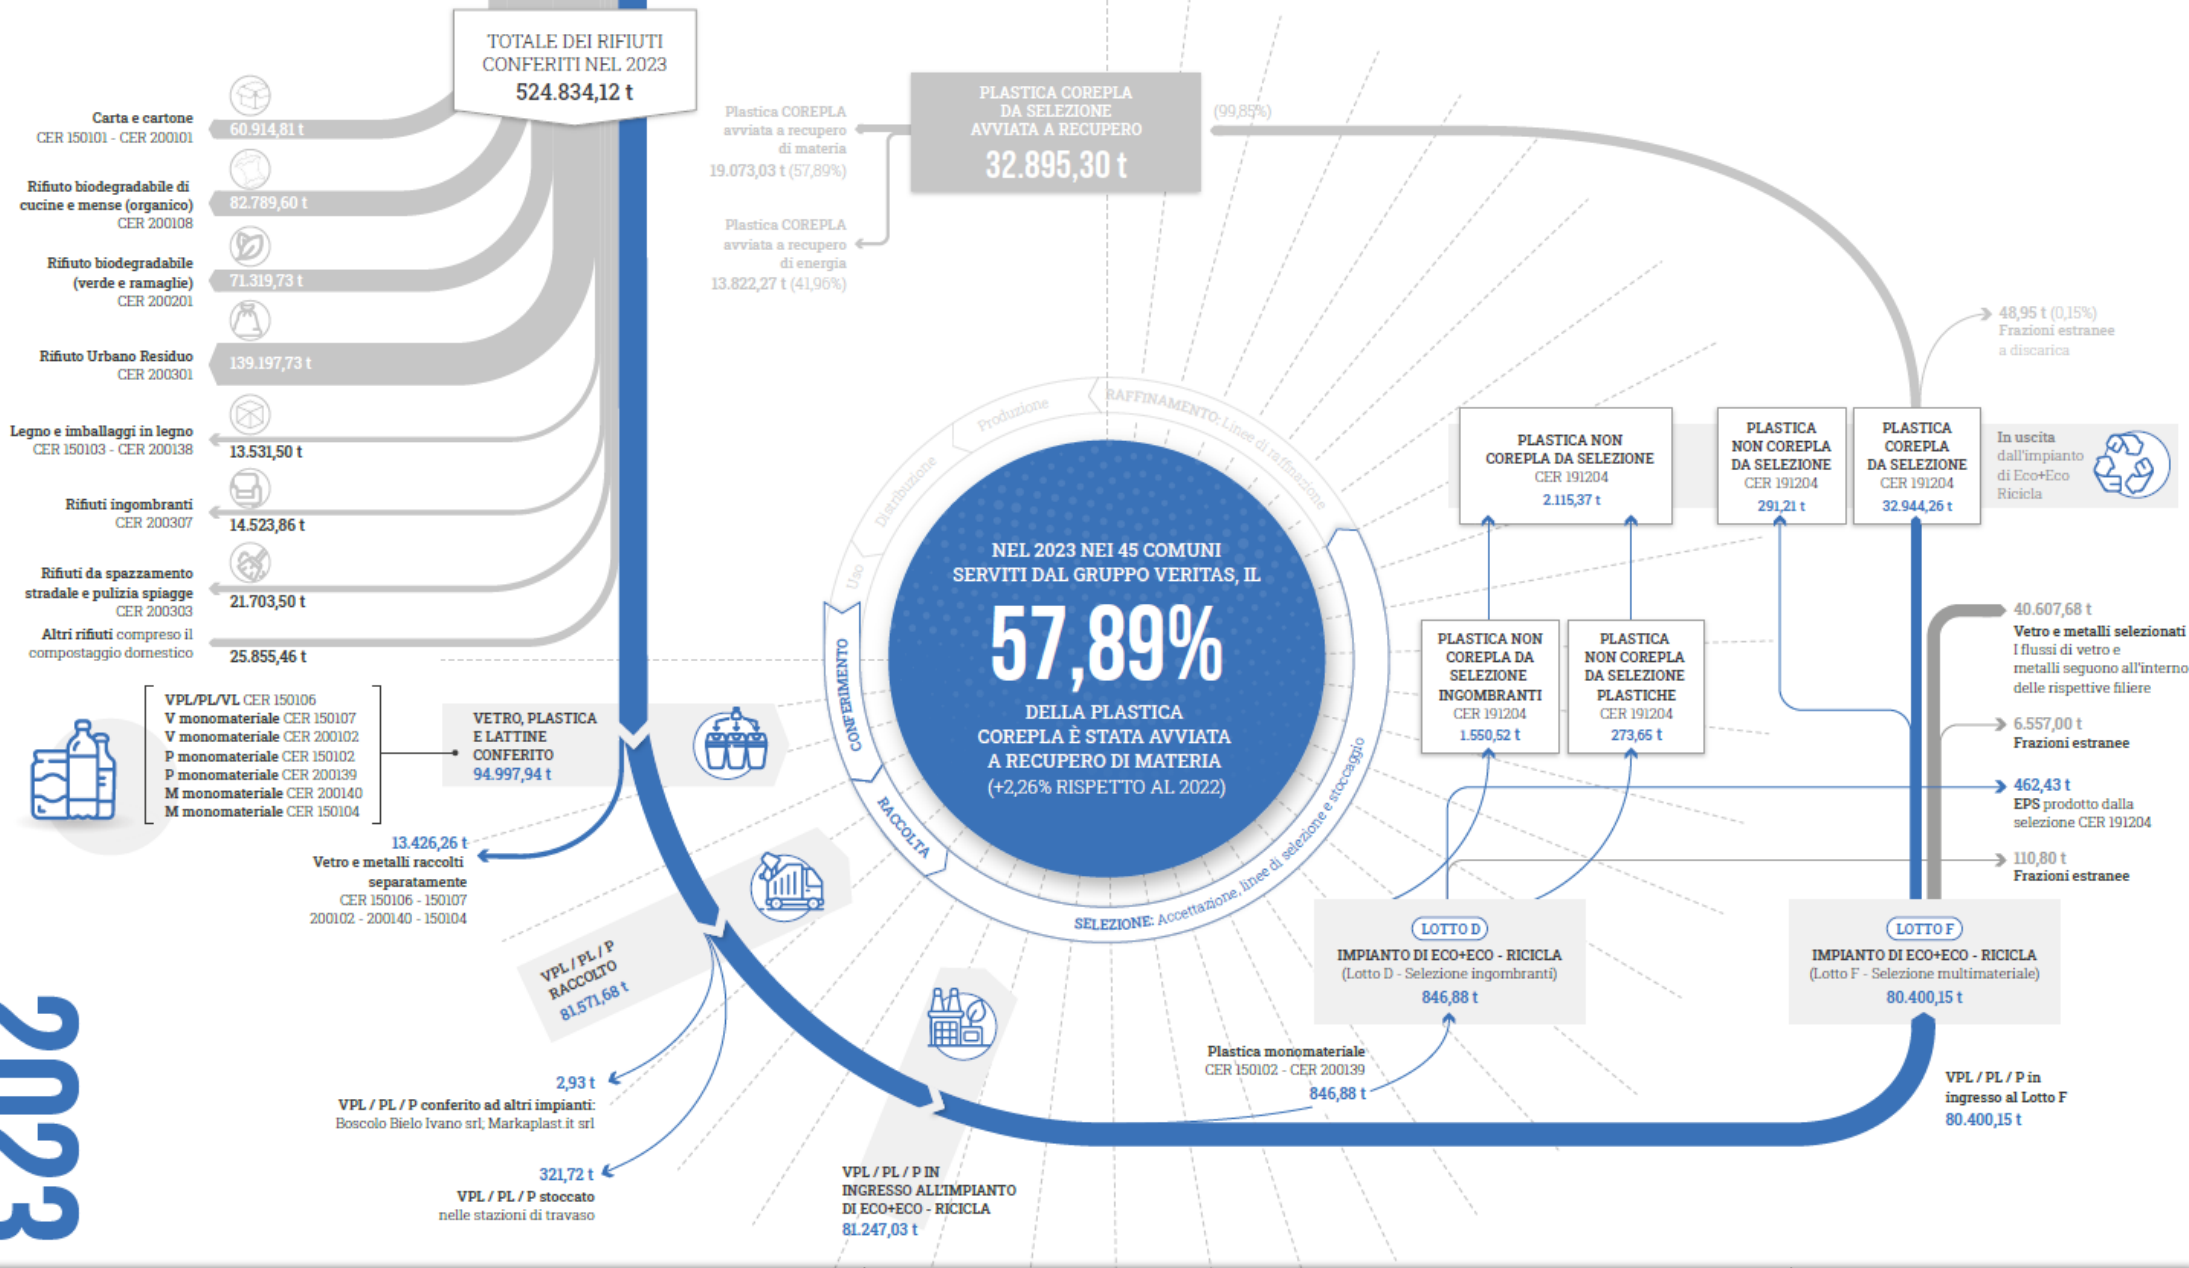 TOTALE DEI RIFIUTI
CONFERITI NEL 2023
524.834,12 t
Carta e cartone
CER 150101 - CER 200101
60.914,81 t
Rifiuto biodegradabile di
cucine e mense (organico)
CER 200108
82.789,60 t
Rifiuto biodegradabile
(verde e ramaglie)
CER 200201
71.319,73 t
Rifiuto Urbano Residuo
CER 200301
139.197,73 t
Legno e imballaggi in legno
CER 150103 - CER 200138
13.531,50 t
Rifiuti ingombranti
CER 200307
14.523,86 t
Rifiuti da spazzamento
stradale e pulizia spiagge
CER 200303
21.703,50 t
Altri rifiuti compreso il
compostaggio domestico
25.855,46 t
VPL/PL/VL CER 150106
V monomateriale CER 150107
V monomateriale CER 200102
P monomateriale CER 150102
P monomateriale CER 200139
M monomateriale CER 200140
M monomateriale CER 150104
VETRO, PLASTICA
E LATTINE
CONFERITO
94.997,94 t
13.426,26 t
Vetro e metalli raccolti
separatamente
CER 150106 - 150107
200102 - 200140 - 150104
VPL / PL / P
RACCOLTO
81.571,68 t
2,93 t
VPL / PL / P conferito ad altri impianti:
Boscolo Bielo Ivano srl; Markaplast.it srl
321,72 t
VPL / PL / P stoccato
nelle stazioni di travaso
VPL / PL / P IN
INGRESSO ALL'IMPIANTO
DI ECO+ECO - RICICLA
81.247,03 t
2023
Plastica COREPLA
avviata a recupero
di materia
19.073,03 t (57,89%)
Plastica COREPLA
avviata a recupero
di energia
13.822,27 t (41,96%)
PLASTICA COREPLA
DA SELEZIONE
AVVIATA A RECUPERO
32.895,30 t
(99,85%)
CONFERIMENTO
RACCOLTA
SELEZIONE: Accettazione, linee di selezione e stoccaggio
RAFFINAMENTO: Linee di raffinazione
Produzione
Distribuzione
Uso
NEL 2023 NEI 45 COMUNI
SERVITI DAL GRUPPO VERITAS, IL
57,89%
DELLA PLASTICA
COREPLA È STATA AVVIATA
A RECUPERO DI MATERIA
(+2,26% RISPETTO AL 2022)
48,95 t (0,15%)
Frazioni estranee
a discarica
PLASTICA NON
COREPLA DA SELEZIONE
CER 191204
2.115,37 t
PLASTICA
NON COREPLA
DA SELEZIONE
CER 191204
291,21 t
PLASTICA
COREPLA
DA SELEZIONE
CER 191204
32.944,26 t
In uscita
dall'impianto
di Eco+Eco
Ricicla
PLASTICA NON
COREPLA DA
SELEZIONE
INGOMBRANTI
CER 191204
1.550,52 t
PLASTICA
NON COREPLA
DA SELEZIONE
PLASTICHE
CER 191204
273,65 t
40.607,68 t
Vetro e metalli selezionati
I flussi di vetro e
metalli seguono all'interno
delle rispettive filiere
6.557,00 t
Frazioni estranee
462,43 t
EPS prodotto dalla
selezione CER 191204
110,80 t
Frazioni estranee
LOTTO D
IMPIANTO DI ECO+ECO - RICICLA
(Lotto D - Selezione ingombranti)
846,88 t
LOTTO F
IMPIANTO DI ECO+ECO - RICICLA
(Lotto F - Selezione multimateriale)
80.400,15 t
Plastica monomateriale
CER 150102 - CER 200139
846,88 t
VPL / PL / P in
ingresso al Lotto F
80.400,15 t